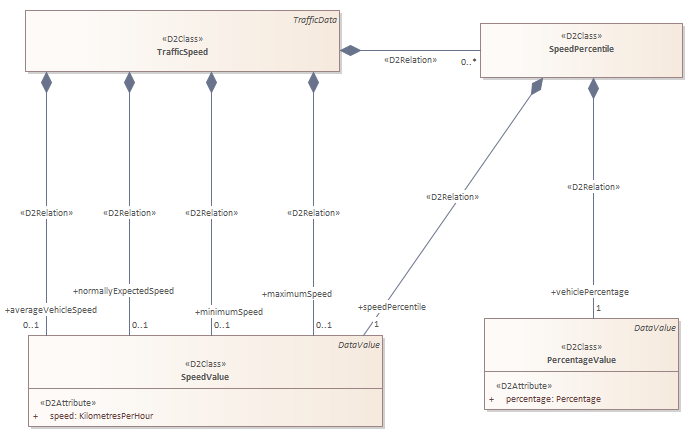 TrafficData
«D2Class»
TrafficSpeed
«D2Class»
SpeedPercentile
«D2Relation»
0..*
«D2Relation»
«D2Relation»
«D2Relation»
«D2Relation»
«D2Relation»
«D2Relation»
+averageVehicleSpeed
0..1
+normallyExpectedSpeed
0..1
+minimumSpeed
0..1
+maximumSpeed
0..1
+speedPercentile
1
+vehiclePercentage
1
DataValue
«D2Class»
SpeedValue
«D2Attribute»
+ speed: KilometresPerHour
DataValue
«D2Class»
PercentageValue
«D2Attribute»
+ percentage: Percentage